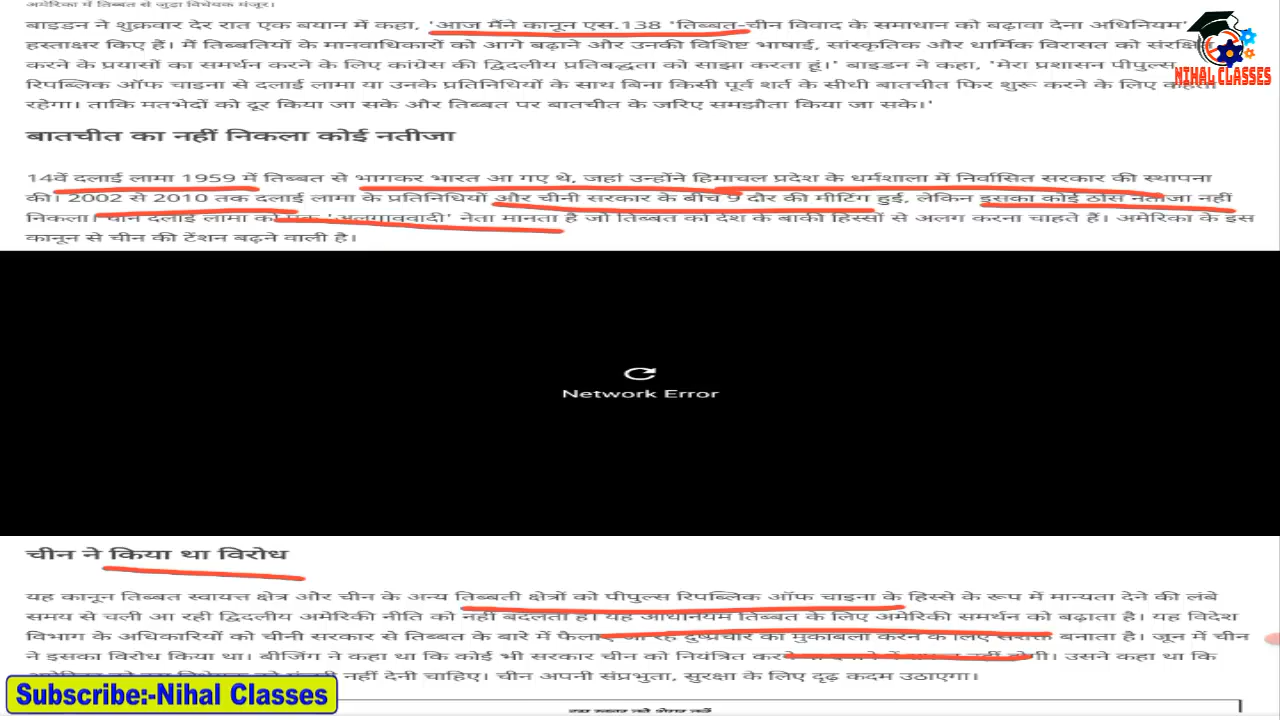 अमेरिका में तिब्बत से जुड़ा विधेयक मंजूर।
बाइडन ने शुक्रवार देर रात एक बयान में कहा, 'आज मैंने कानून एस.138 'तिब्बत-चीन विवाद के समाधान को बढ़ावा देना अधिनियम'
हस्ताक्षर किए हैं। मैं तिब्बतियों के मानवाधिकारों को आगे बढ़ाने और उनकी विशिष्ट भाषाई, सांस्कृतिक और धार्मिक विरासत को
करने के प्रयासों का समर्थन करने के लिए कांग्रेस की द्विदलीय प्रतिबद्धता को साझा करता हूं।' बाइडन ने कहा, 'मेरा प्रशासन पीपुल्स
रिपब्लिक ऑफ चाइना से दलाई लामा या उनके प्रतिनिधियों के साथ बिना किसी पूर्व शर्त के सीधी बातचीत फिर शुरू करने के लिए
रहेगा। ताकि मतभेदों को दूर किया जा सके और तिब्बत पर बातचीत के जरिए समझौता किया जा सके।'
NIHAL CLASSES
बातचीत का नहीं निकला कोई नतीजा
14वें दलाई लामा 1959 में तिब्बत से भागकर भारत आ गए थे, जहां उन्होंने हिमाचल प्रदेश के धर्मशाला में निर्वासित सरकार की स्थापना
की। 2002 से 2010 तक दलाई लामा के प्रतिनिधियों और चीनी सरकार के बीच 9 दौर की मीटिंग हुई, लेकिन इसका कोई ठोस नतीजा नहीं
निकला। चीन दलाई लामा को एक 'अलगाववादी' नेता मानता है जो तिब्बत को देश के बाकी हिस्सों से अलग करना चाहते हैं। अमेरिका के इस
कानून से चीन की टेंशन बढ़ने वाली है।
Network Error
चीन ने किया था विरोध
यह कानून तिब्बत स्वायत्त क्षेत्र और चीन के अन्य तिब्बती क्षेत्रों को पीपुल्स रिपब्लिक ऑफ चाइना के हिस्से के रूप में मान्यता देने की लंबे
समय से चली आ रही द्विदलीय अमेरिकी नीति को नहीं बदलता है। यह अधिनियम तिब्बत के लिए अमेरिकी समर्थन को बढ़ाता है। यह विदेश
विभाग के अधिकारियों को चीनी सरकार से तिब्बत के बारे में फैलाए जा रहे दुष्प्रचार का मुकाबला करने के लिए सशक्त बनाता है। जून में चीन
ने इसका विरोध किया था। बीजिंग ने कहा था कि कोई भी सरकार चीन को नियंत्रित करने में नहीं होगी। उसने कहा था कि
नहीं देनी चाहिए। चीन अपनी संप्रभुता, सुरक्षा के लिए दृढ़ कदम उठाएगा।
Subscribe:-Nihal Classes